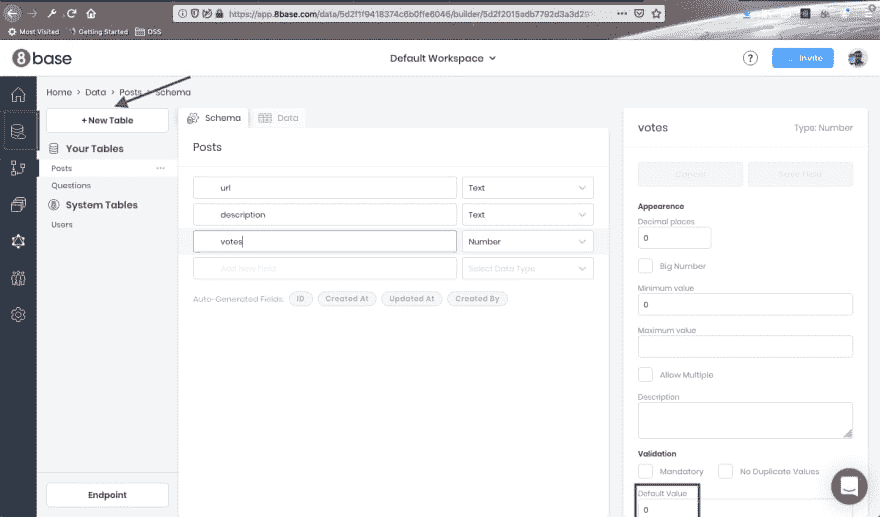 https://app.8base.com/data/5d2f1f9418374c6b0ffe6046/builder/5d2f2015adb7792d3a3d29
Most Visited Getting Started DSS
8base
Default Workspace
? Invite
Home > Data > Posts > Schema
+ New Table
Your Tables
Posts
Questions
System Tables
Users
Endpoint
Schema Data
Posts
url Text
description Text
votes Number
Add New Field Select Data Type
Auto-Generated Fields: ID Created At Updated At Created By
votes Type: Number
Cancel Save Field
Appearance
Decimal places
0
Big Number
Minimum value
0
Maximum value
Allow Multiple
Description
Validation
Mandatory No Duplicate Values
Default Value
0